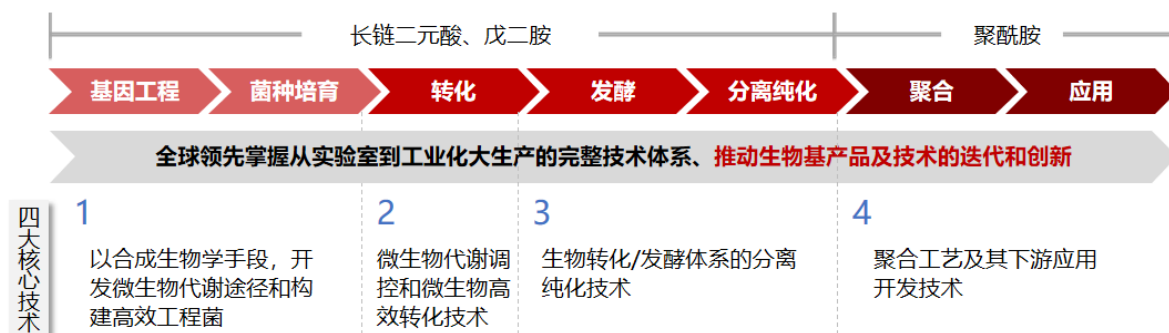 长链二元酸、戊二胺
聚酰胺
基因工程
菌种培育
转化
发酵
分离纯化
聚合
应用
全球领先掌握从实验室到工业化大生产的完整技术体系、推动生物基产品及技术的迭代和创新
四大核心技术
1
以合成生物学手段，开
发微生物代谢途径和构
建高效工程菌
2
微生物代谢调
控和微生物高
效转化技术
3
生物转化/发酵体系的分离
纯化技术
4
聚合工艺及其下游应用
开发技术